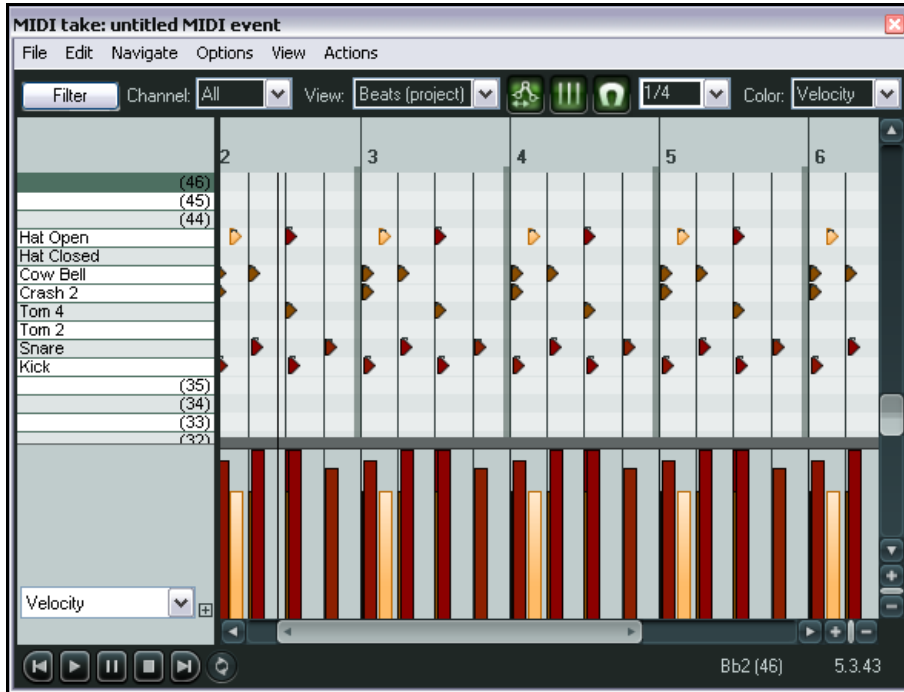 MIDI take: untitled MIDI event
File Edit Navigate Options View Actions
Filter Channel: All View: Beats (project) 1/4 Color: Velocity
2 3 4 5 6
(46)
(45)
(44)
Hat Open
Hat Closed
Cow Bell
Crash 2
Tom 4
Tom 2
Snare
Kick
(35)
(34)
(33)
(32)
Velocity
Bb2 (46) 5.3.43